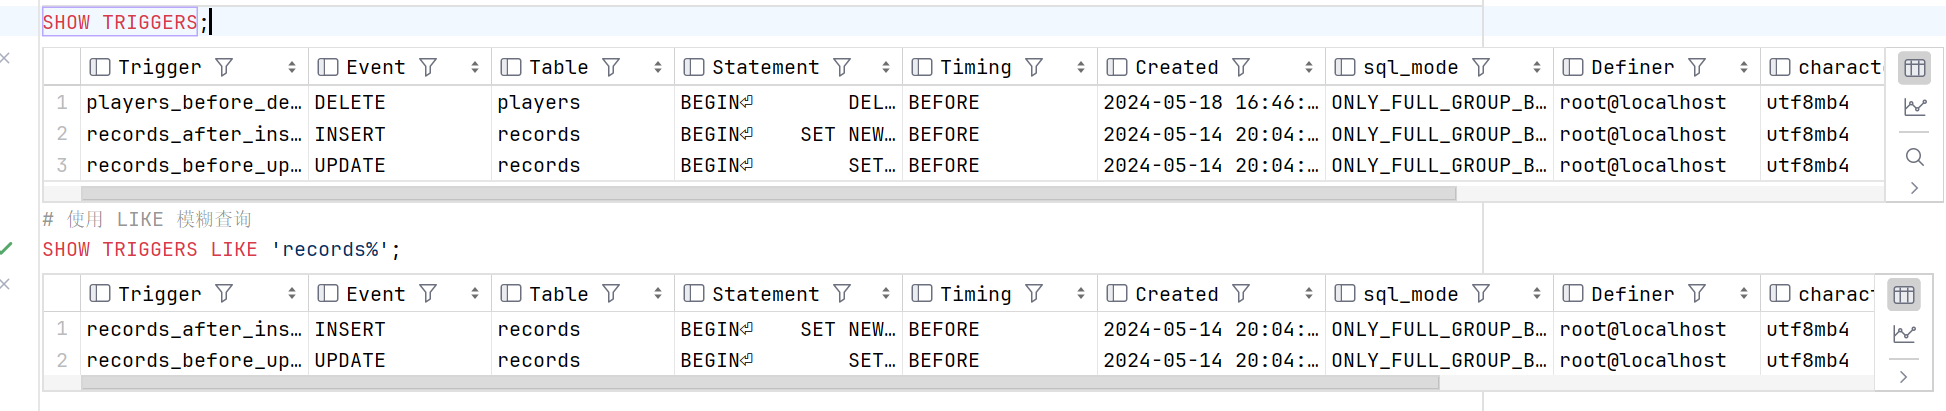 SHOW TRIGGERS;
Trigger Event Table Statement Timing Created sql_mode Definer charact
1 players_before_de… DELETE players BEGIN⏎ DEL… BEFORE 2024-05-18 16:46:… ONLY_FULL_GROUP_B… root@localhost utf8mb4
2 records_after_ins… INSERT records BEGIN⏎ SET NEW… BEFORE 2024-05-14 20:04:… ONLY_FULL_GROUP_B… root@localhost utf8mb4
3 records_before_up… UPDATE records BEGIN⏎ SET… BEFORE 2024-05-14 20:04:… ONLY_FULL_GROUP_B… root@localhost utf8mb4
# 使用 LIKE 模糊查询
SHOW TRIGGERS LIKE 'records%';
Trigger Event Table Statement Timing Created sql_mode Definer charact
1 records_after_ins… INSERT records BEGIN⏎ SET NEW… BEFORE 2024-05-14 20:04:… ONLY_FULL_GROUP_B… root@localhost utf8mb4
2 records_before_up… UPDATE records BEGIN⏎ SET… BEFORE 2024-05-14 20:04:… ONLY_FULL_GROUP_B… root@localhost utf8mb4